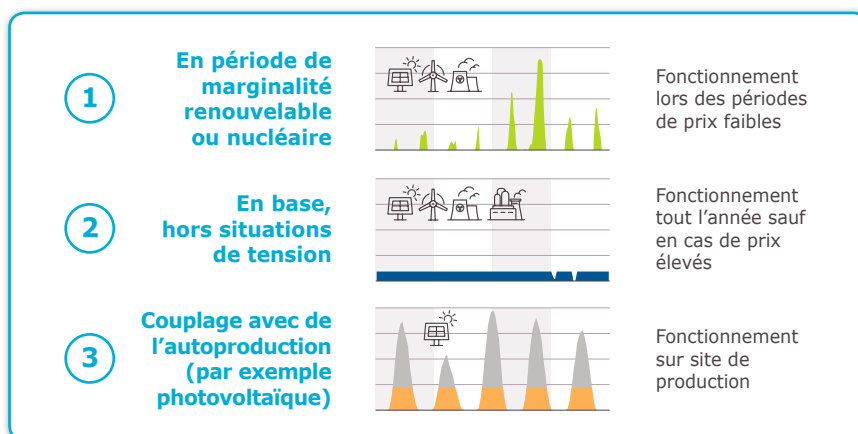 1
En période de
marginalité
renouvelable
ou nucléaire
Fonctionnement
lors des périodes
de prix faibles
2
En base,
hors situations
de tension
Fonctionnement
tout l’année sauf
en cas de prix
élevés
3
Couplage avec de
l’autoproduction
(par exemple
photovoltaïque)
Fonctionnement
sur site de
production